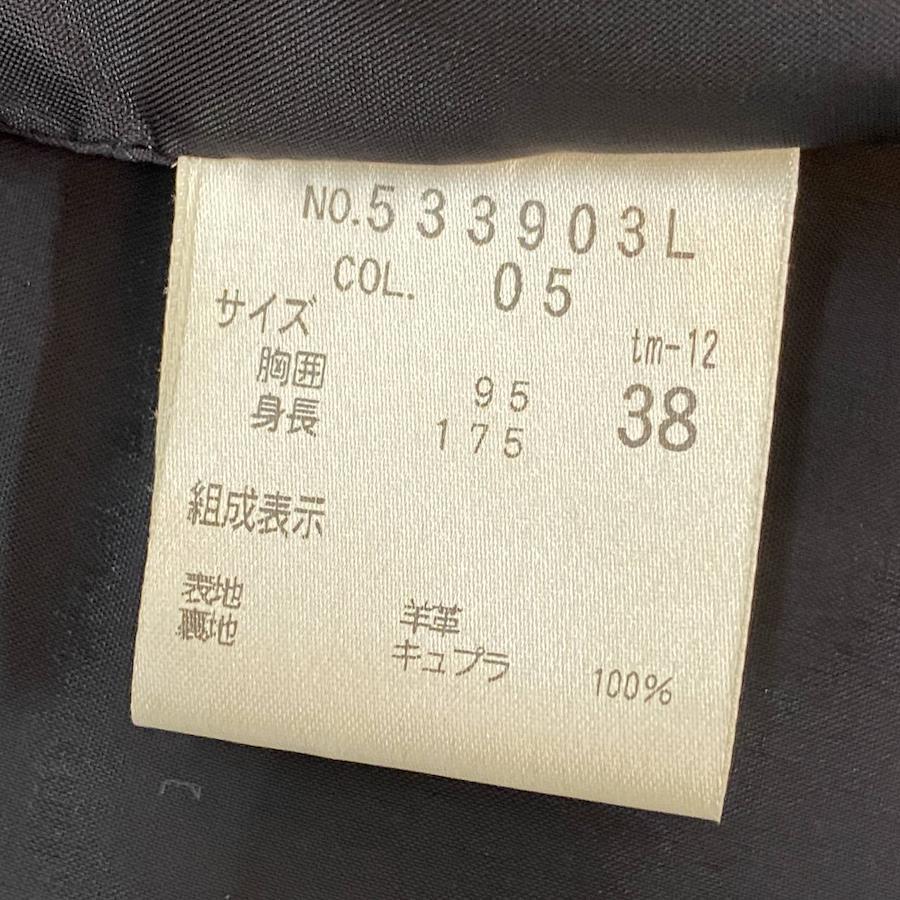 NO.533903L
COL. 05
サイズ
tm-12
胸囲 95 38
身長 175
組成表示
表地 羊革
裏地 キュプラ 100%